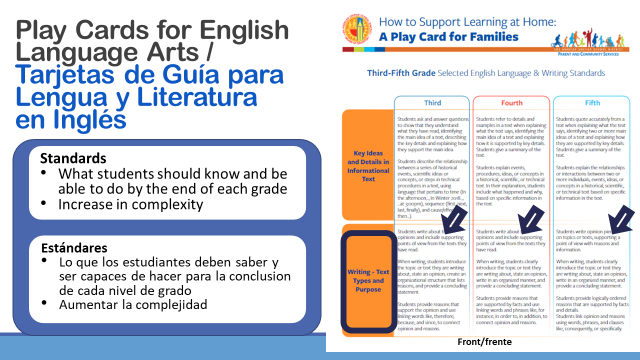 Play Cards for English
Language Arts /
Tarjetas de Guía para
Lengua y Literatura
en Inglés
Standards
• What students should know and be
able to do by the end of each grade
• Increase in complexity
Estándares
• Lo que los estudiantes deben saber y
ser capaces de hacer para la conclusion
de cada nivel de grado
• Aumentar la complejidad
How to Support Learning at Home:
A Play Card for Families
PARENT AND COMMUNITY SERVICES
Third-Fifth Grade Selected English Language & Writing Standards
Third
Fourth
Fifth
Key Ideas
and Details in
Informational
Text
Students ask and answer questions
to show that they understand
what they have read, identifying
the main idea of a text, describing
the key details and explaining how
they support the main idea.
Students describe the relationship
between a series of historical
events, scientific ideas or
concepts, or steps in technical
procedures in a text, using
language that pertains to time (In
the afternoon..., In Winter
sequence
Students refer to details and
examples in a text when explaining
what the text says, identifying the
main idea of a text and explaining
how it is supported by key details.
Students give a summary of the
text.
Students explain events,
procedures, ideas, or concepts in
a historical, scientific, or technical
text. In their explanation, students
include what happened and why,
based on specific information in
the text.
Students quote accurately from a
text when explaining what the text
says, identifying two or more main
ideas of a text and explaining how
they are supported by key details.
Students give a summary of the
text.
Students explain the relationships
or interactions between two or
more individuals, events, ideas, or
concepts in a historical, scientific,
or technical text based on specific
information in the text.
Writing - Text
Types and
Purpose
Students write about
opinions and include supporting
points of view from the texts they
have read.
When writing, students introduce
the topic or text they are writing
about, state an opinion, create an
organizational structure that lists
reasons, and provide a concluding
statement.
Students provide reasons that
support the opinion and use
linking words like, therefore,
because, and since, to connect
opinion and reasons.
Students write about
opinions and include supporting
points of view from the texts they
have read.
When writing, students clearly
introduce the topic or text they
are writing about, state an opinion,
write in an organized manner, and
provide a concluding statement.
Students provide reasons that
are supported by facts and use
linking words and phrases like, for
instance, in order to, in addition, to
connect opinion and reasons.
Students write opinion
on topics or texts, supporting a
point of view with reasons and
information.
When writing, students clearly
introduce the topic or text they
are writing about, state an opinion,
write in an organized manner, and
provide a concluding statement.
Students provide logically ordered
reasons that are supported by facts
and details.
Students link opinion and reasons
using words, phrases, and clauses
like, consequently, or specifically.
Front/frente